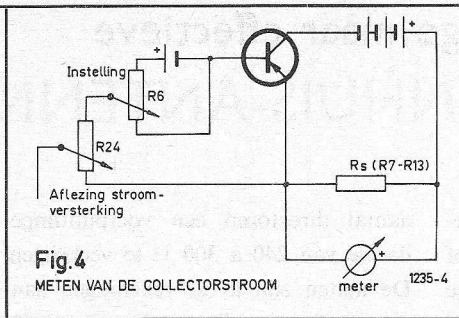 Instelling
+
+
R6
R24
Rs (R7-R13)
Aflezing stroom-
versterking
+
Fig.4
METEN VAN DE COLLECTORSTROOM
meter
1235-4